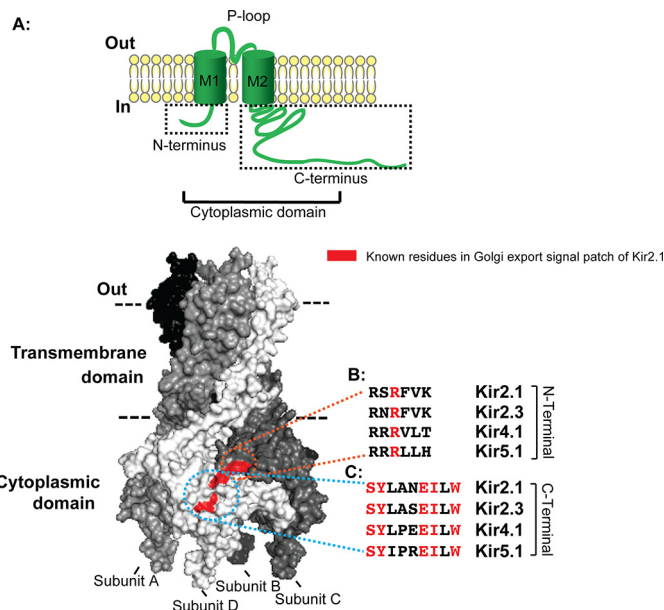 A:
P-loop
Out
M1 M2
In
N-terminus
C-terminus
Cytoplasmic domain
Known residues in Golgi export signal patch of Kir2.1
Out
Transmembrane
domain
Cytoplasmic
domain
B:
RSRFVK Kir2.1
RNRFVK Kir2.3
RRRVLT Kir4.1
RRRLLH Kir5.1
N-Terminal
C:
SYLANEILW Kir2.1
SYLASEILW Kir2.3
SYLPEEILW Kir4.1
SYIPREILW Kir5.1
C-Terminal
Subunit A
Subunit D
Subunit B
Subunit C